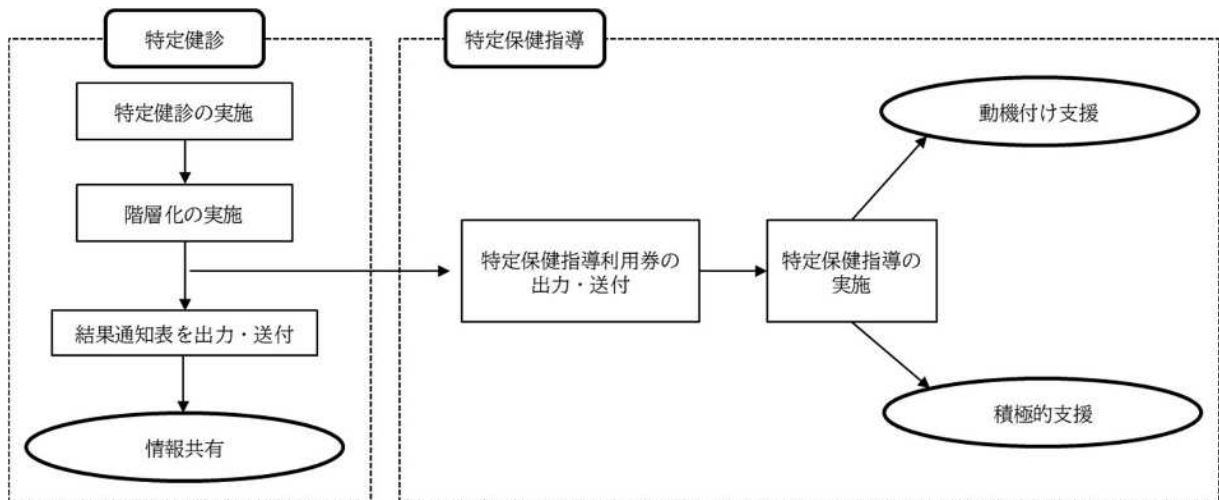 特定健診
特定健診の実施
階層化の実施
結果通知表を出力・送付
情報共有
特定保健指導
特定保健指導利用券の
出力・送付
特定保健指導の
実施
動機付け支援
積極的支援